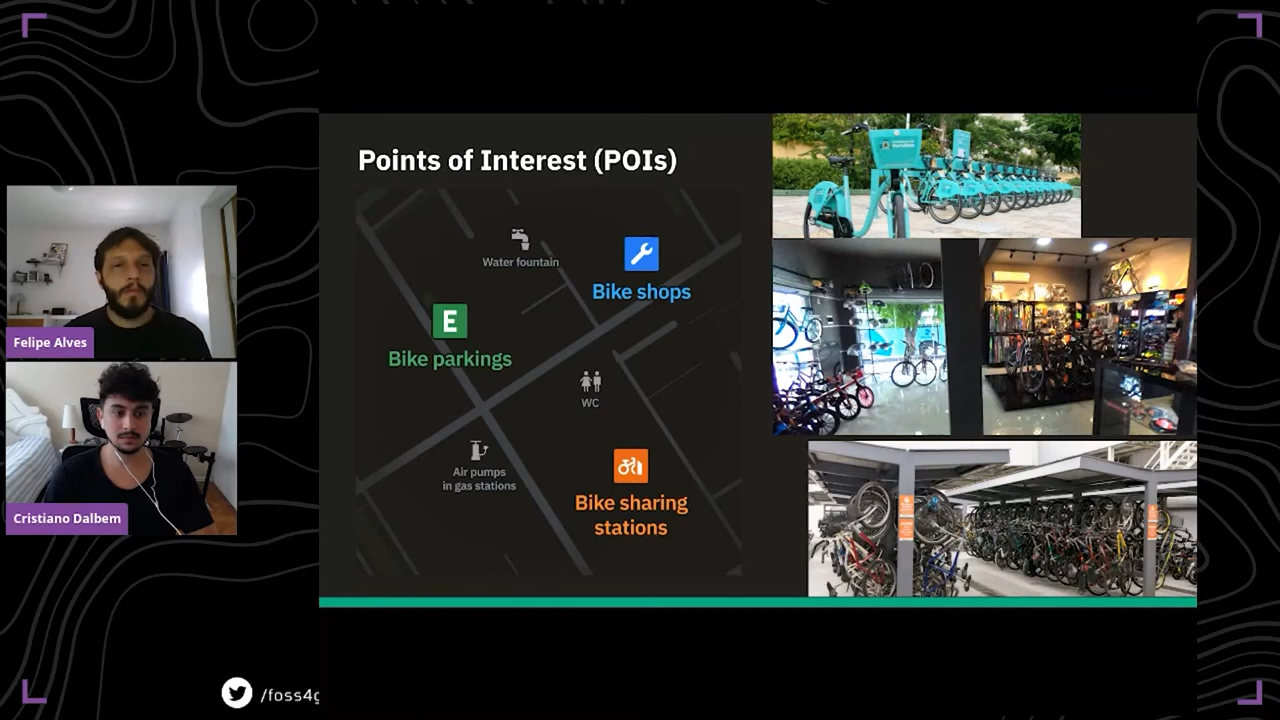 Points of Interest (POIs)
Water fountain
Bike shops
E
Bike parkings
WC
Air pumps
in gas stations
Bike sharing
stations
Felipe Alves
Cristiano Dalbem
/foss4g